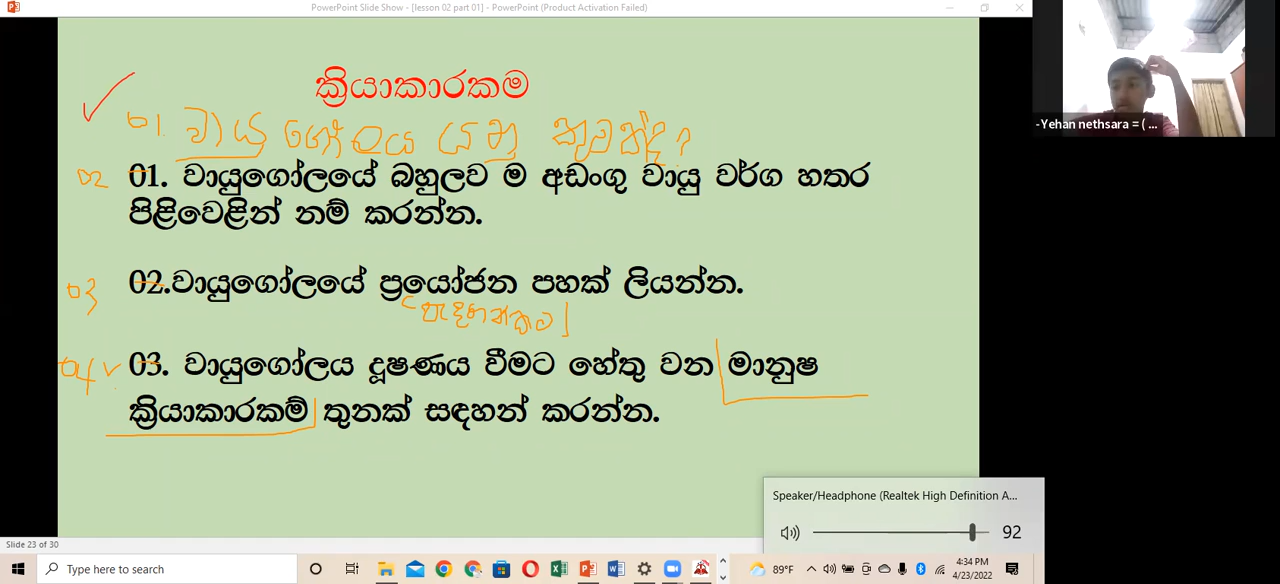 PowerPoint Slide Show - [lesson 02 part 01] - PowerPoint (Product Activation Failed)
ක්‍රියාකාරකම
01. වායු ගෝලය යනු කුමක්ද?
02 01. වායුගෝලයේ බහුලව ම අඩංගු වායු වර්ග හතර
පිළිවෙළින් නම් කරන්න.
03 02.වායුගෝලයේ ප්‍රයෝජන පහක් ලියන්න.
(වැදගත්කම)
04 03. වායුගෝලය දූෂණය වීමට හේතු වන මානුෂ
ක්‍රියාකාරකම් තුනක් සඳහන් කරන්න.
-Yehan nethsara = ( ...
Speaker/Headphone (Realtek High Definition A...
92
Slide 23 of 30
Type here to search
89°F
4:34 PM
4/23/2022